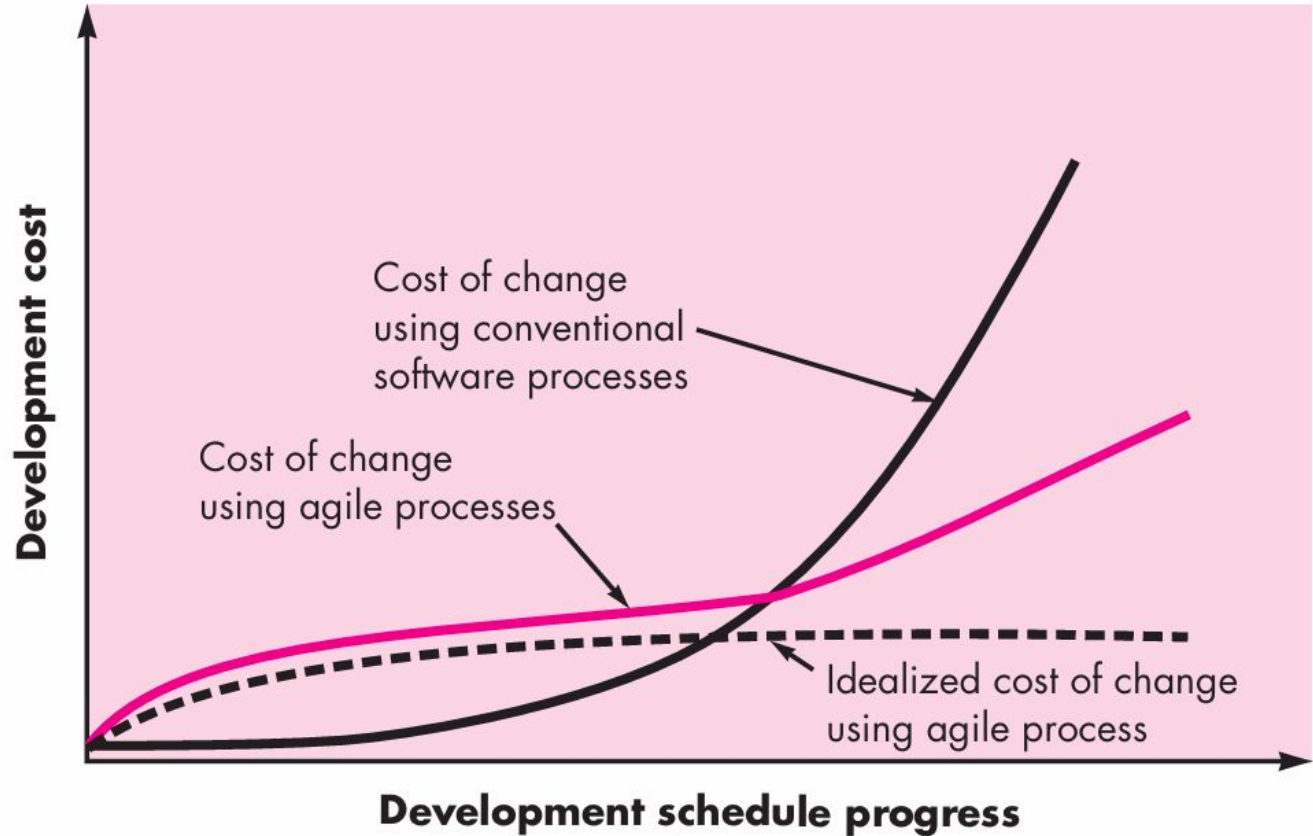 Development cost
Cost of change
using conventional
software processes
Cost of change
using agile processes
Idealized cost of change
using agile process
Development schedule progress